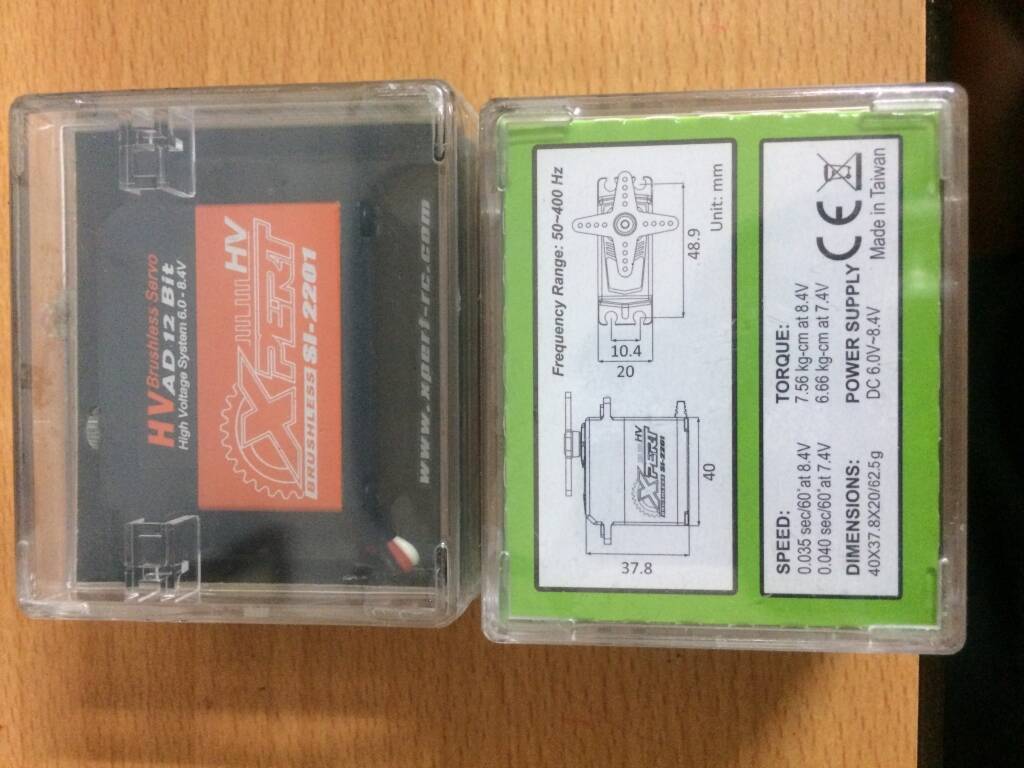 HV Brushless Servo
AD 12 Bit
High Voltage System 6.0 - 8.4V
XPERT HV
BRUSHLESS SI-2201
www.xpert-rc.com
Frequency Range: 50~400 Hz
48.9
10.4
20
Unit: mm
XPERT HV
BRUSHLESS SI-2201
40
37.8
SPEED:
0.035 sec/60° at 8.4V
0.040 sec/60° at 7.4V
TORQUE:
7.56 kg-cm at 8.4V
6.66 kg-cm at 7.4V
DIMENSIONS:
40X37.8X20/62.5g
POWER SUPPLY
DC 6.0V~8.4V
CE
Made in Taiwan